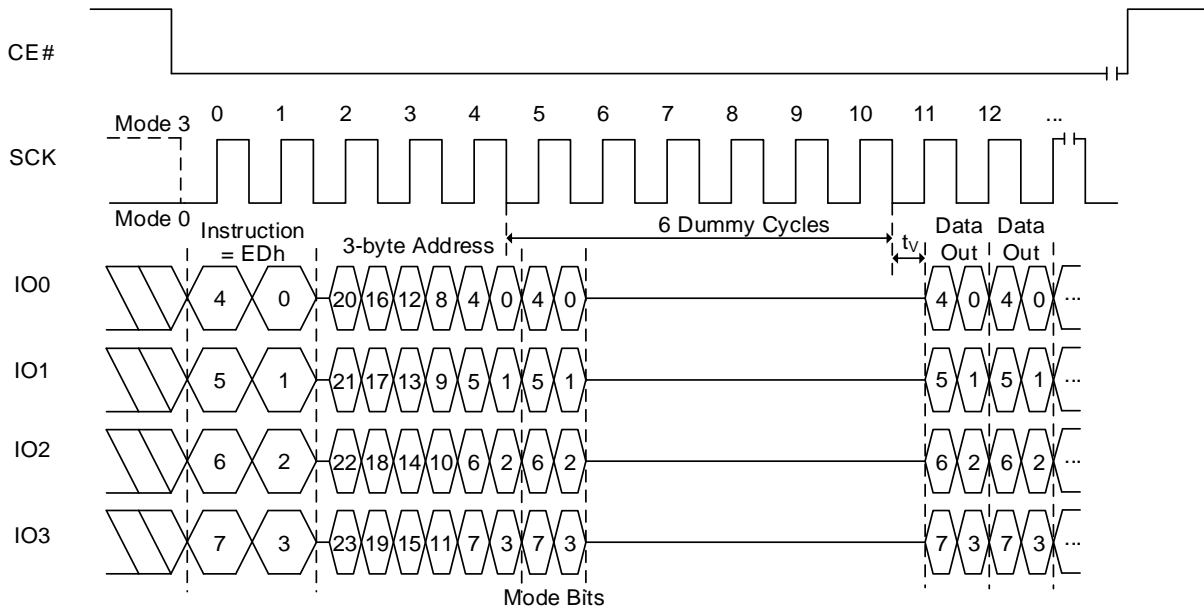 CE#
0 1 2 3 4 5 6 7 8 9 10 11 12 ...
Mode 3
SCK
Mode 0
6 Dummy Cycles
Instruction
= EDh
3-byte Address
tV
Data Out
Data Out
IO0 4 0 20 16 12 8 4 0 4 0 4 0 4 0 ...
IO1 5 1 21 17 13 9 5 1 5 1 5 1 5 1 ...
IO2 6 2 22 18 14 10 6 2 6 2 6 2 6 2 ...
IO3 7 3 23 19 15 11 7 3 7 3 7 3 7 3 ...
Mode Bits